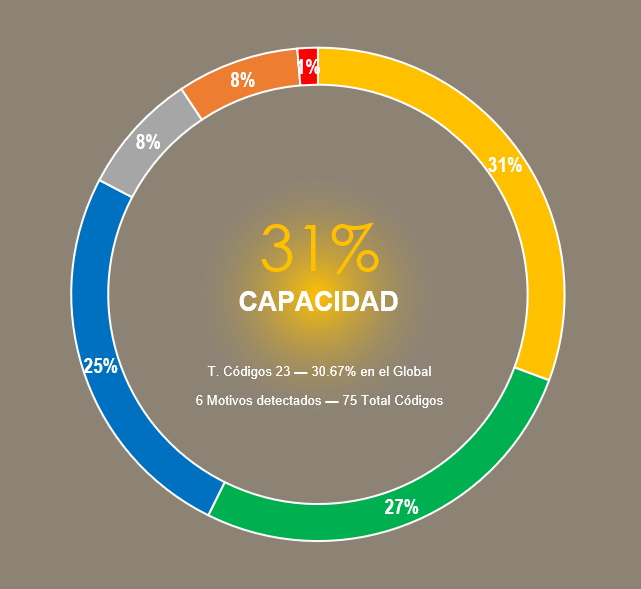 1%
8%
8%
31%
31%
CAPACIDAD
25%
T. Códigos 23 — 30.67% en el Global
6 Motivos detectados — 75 Total Códigos
27%